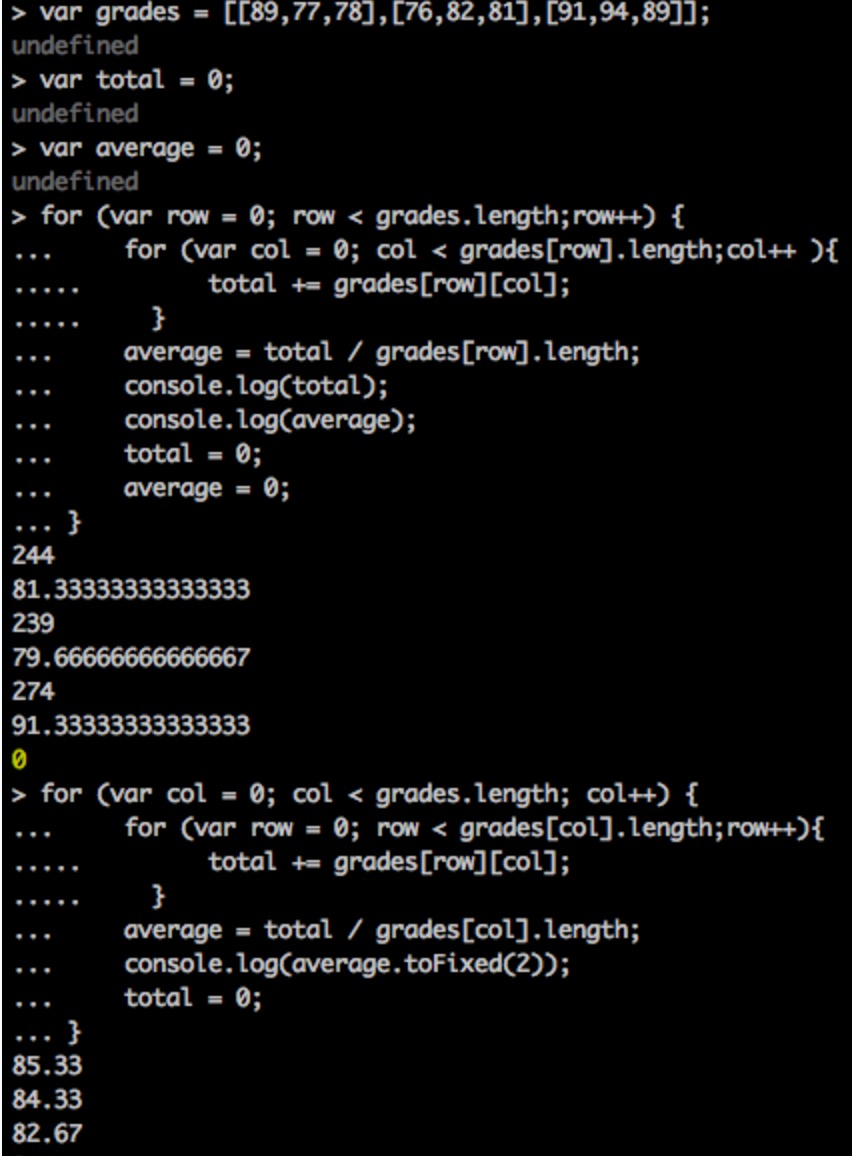 > var grades = [[89,77,78],[76,82,81],[91,94,89]];
undefined
> var total = 0;
undefined
> var average = 0;
undefined
> for (var row = 0; row < grades.length;row++) {
...     for (var col = 0; col < grades[row].length;col++ ){
.....         total += grades[row][col];
.....     }
...     average = total / grades[row].length;
...     console.log(total);
...     console.log(average);
...     total = 0;
...     average = 0;
... }
244
81.33333333333333
239
79.66666666666667
274
91.33333333333333
0
> for (var col = 0; col < grades.length; col++) {
...     for (var row = 0; row < grades[col].length;row++){
.....         total += grades[row][col];
.....     }
...     average = total / grades[col].length;
...     console.log(average.toFixed(2));
...     total = 0;
... }
85.33
84.33
82.67